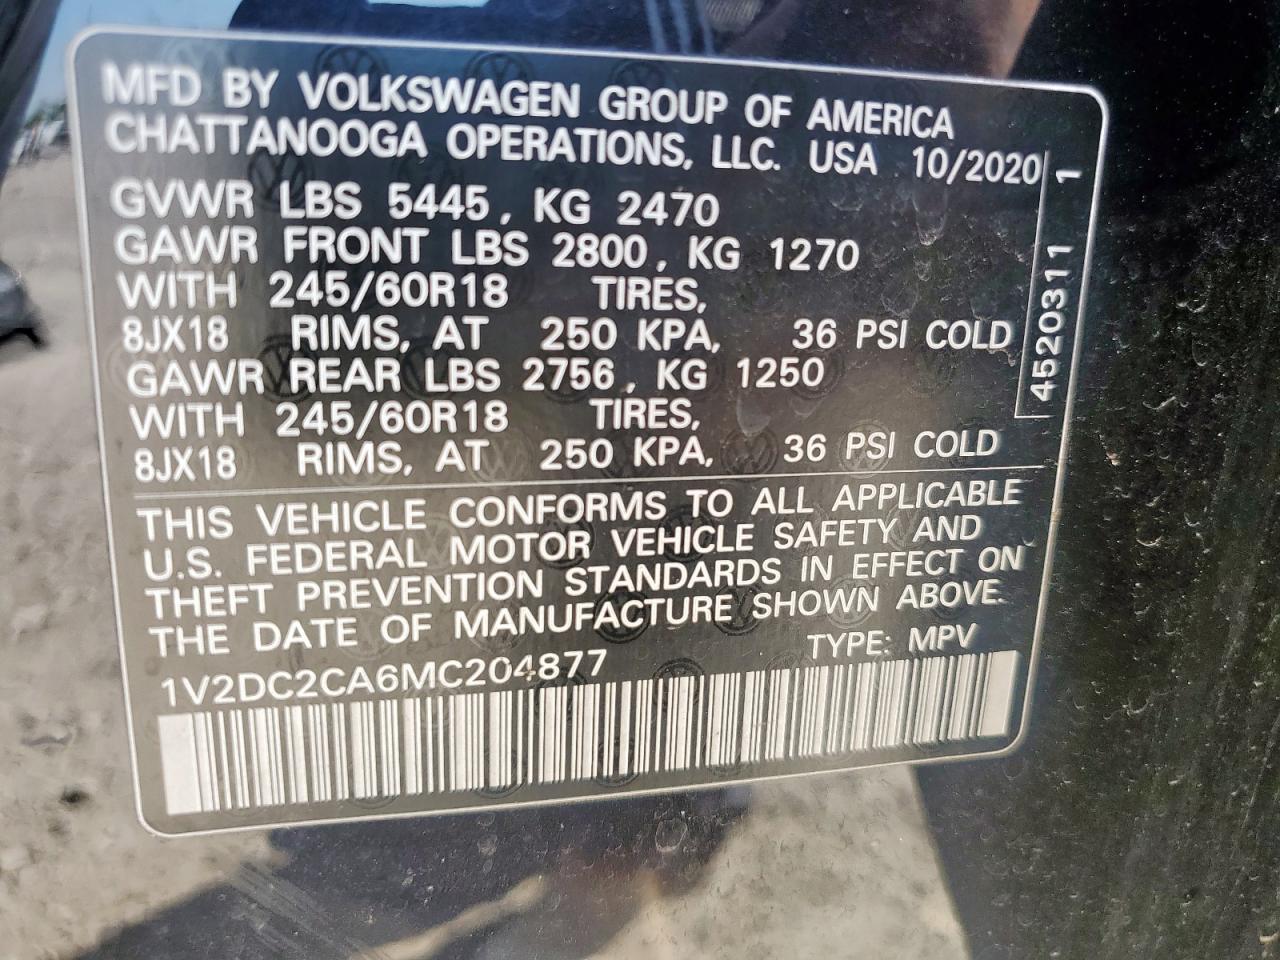 MFD BY VOLKSWAGEN GROUP OF AMERICA
CHATTANOOGA OPERATIONS, LLC. USA 10/2020
GVWR LBS 5445, KG 2470
GAWR FRONT LBS 2800, KG 1270
WITH 245/60R18 TIRES,
8JX18 RIMS, AT 250 KPA, 36 PSI COLD
GAWR REAR LBS 2756, KG 1250
WITH 245/60R18 TIRES,
8JX18 RIMS, AT 250 KPA, 36 PSI COLD
4520311 1
THIS VEHICLE CONFORMS TO ALL APPLICABLE
U.S. FEDERAL MOTOR VEHICLE SAFETY AND
THEFT PREVENTION STANDARDS IN EFFECT ON
THE DATE OF MANUFACTURE SHOWN ABOVE.
1V2DC2CA6MC204877 TYPE: MPV